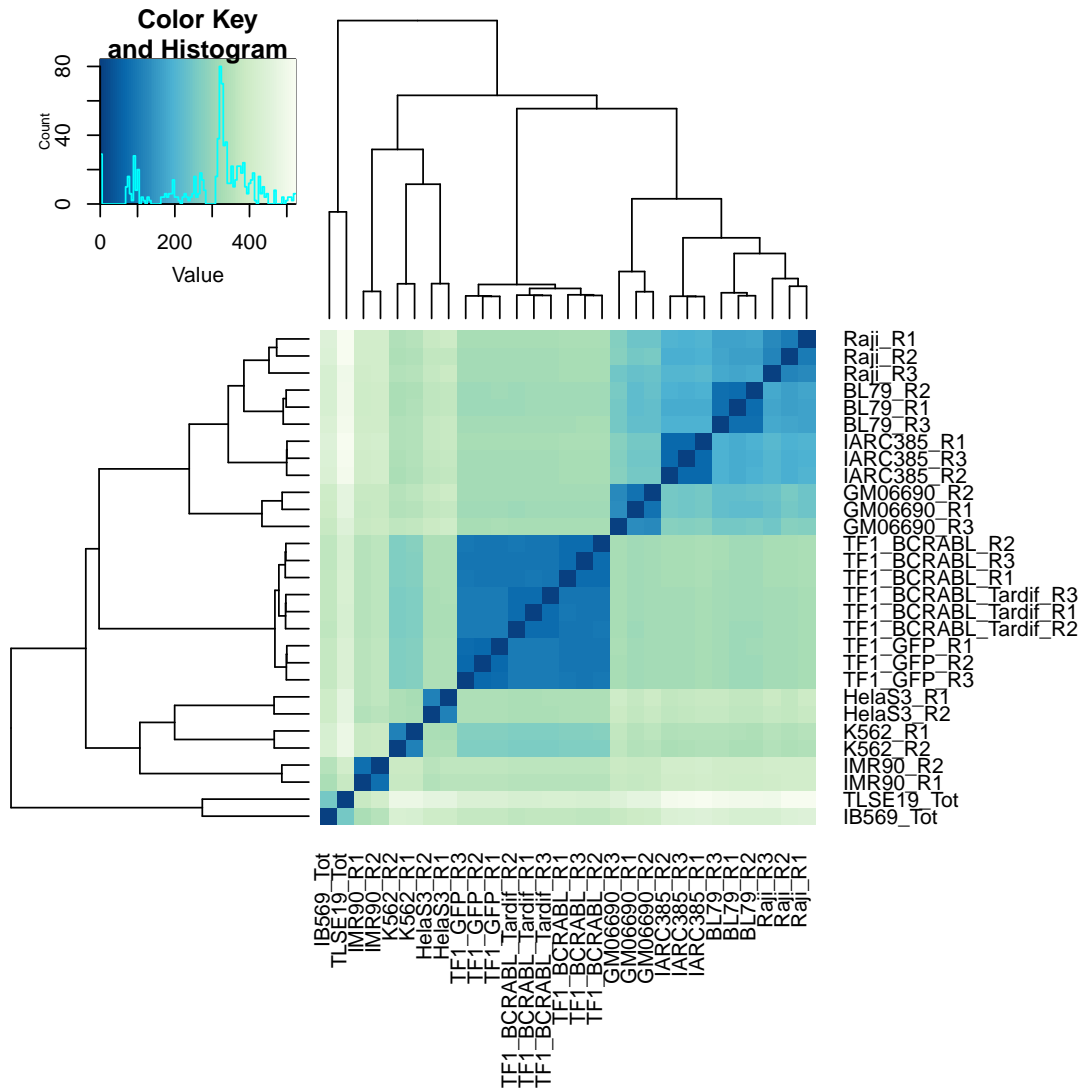 Color Key
and Histogram
Count
0
40
80
0
200
400
Value
Raji_R1
Raji_R2
Raji_R3
BL79_R2
BL79_R1
BL79_R3
IARC385_R1
IARC385_R3
IARC385_R2
GM06690_R2
GM06690_R1
GM06690_R3
TF1_BCRABL_R2
TF1_BCRABL_R3
TF1_BCRABL_R1
TF1_BCRABL_Tardif_R3
TF1_BCRABL_Tardif_R1
TF1_BCRABL_Tardif_R2
TF1_GFP_R1
TF1_GFP_R2
TF1_GFP_R3
HelaS3_R1
HelaS3_R2
K562_R1
K562_R2
IMR90_R2
IMR90_R1
TLSE19_Tot
IB569_Tot
IB569_Tot
TLSE19_Tot
IMR90_R1
IMR90_R2
K562_R2
K562_R1
HelaS3_R2
HelaS3_R1
TF1_GFP_R3
TF1_GFP_R2
TF1_GFP_R1
TF1_BCRABL_Tardif_R2
TF1_BCRABL_Tardif_R1
TF1_BCRABL_Tardif_R3
TF1_BCRABL_R1
TF1_BCRABL_R3
TF1_BCRABL_R2
GM06690_R3
GM06690_R1
GM06690_R2
IARC385_R2
IARC385_R3
IARC385_R1
BL79_R3
BL79_R1
BL79_R2
Raji_R3
Raji_R2
Raji_R1